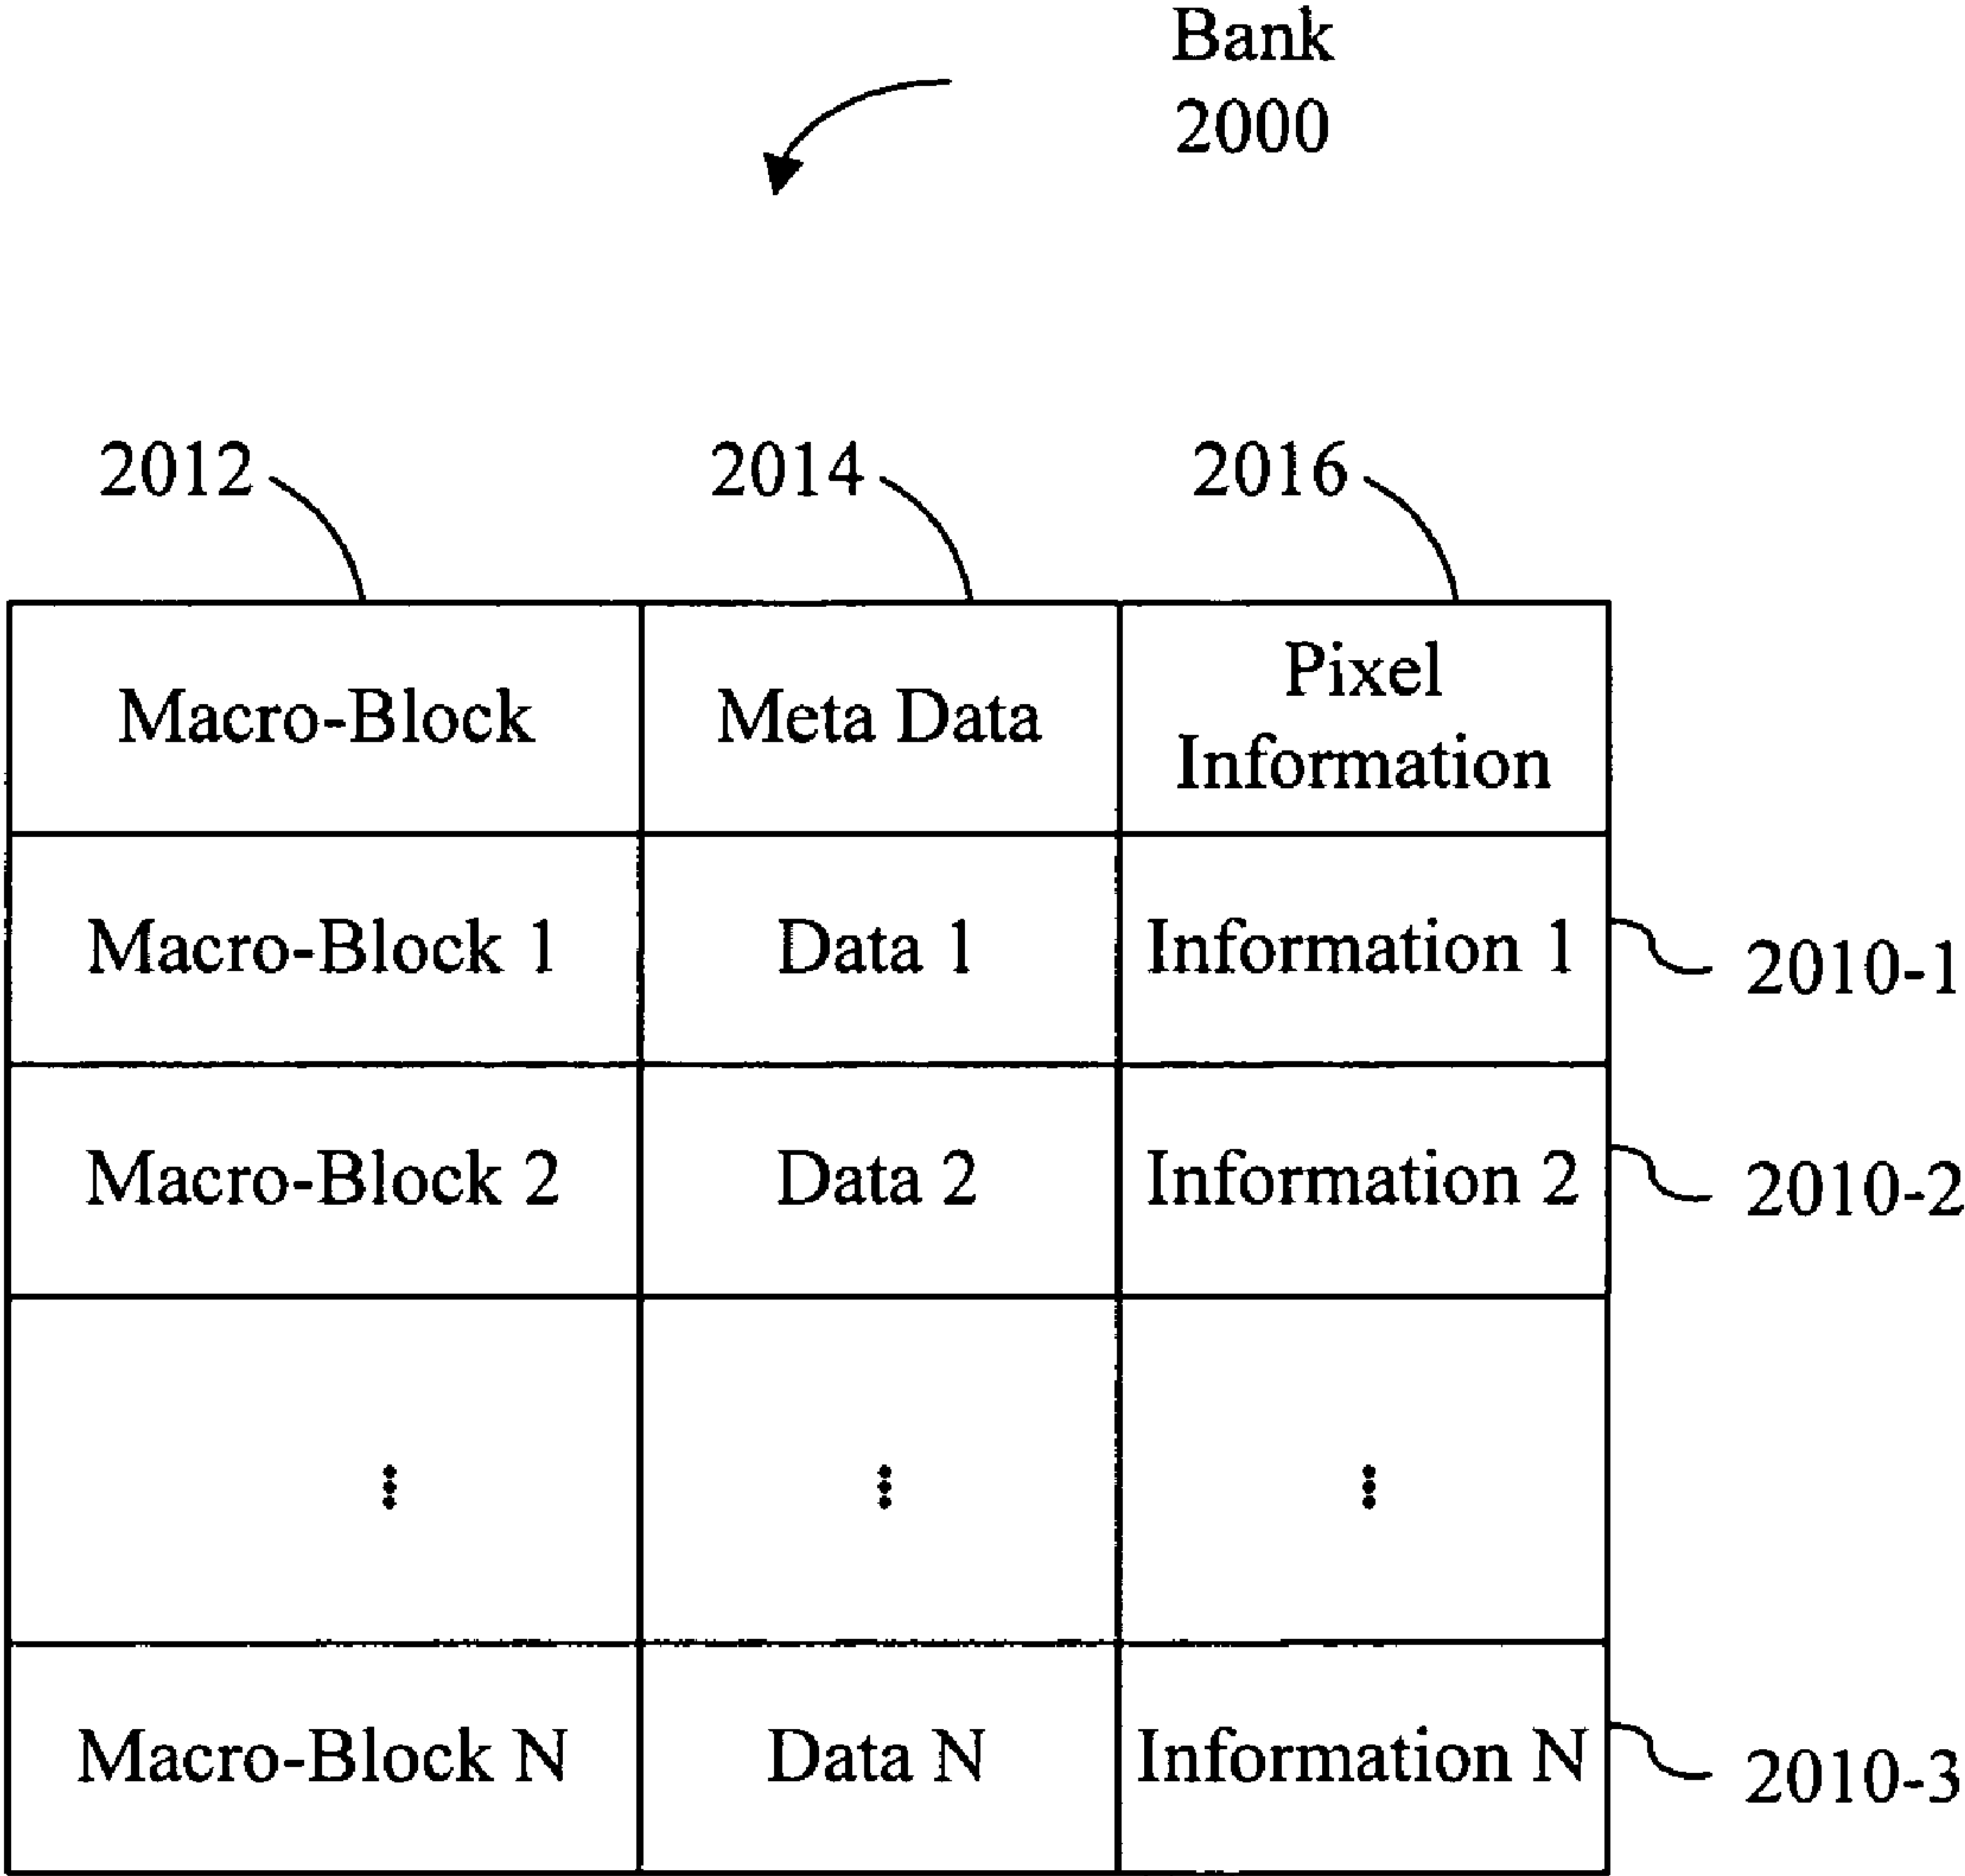 Bank
2000
2012 2014 2016
Macro-Block Meta Data Pixel Information
Macro-Block 1 Data 1 Information 1 2010-1
Macro-Block 2 Data 2 Information 2 2010-2
Macro-Block N Data N Information N 2010-3